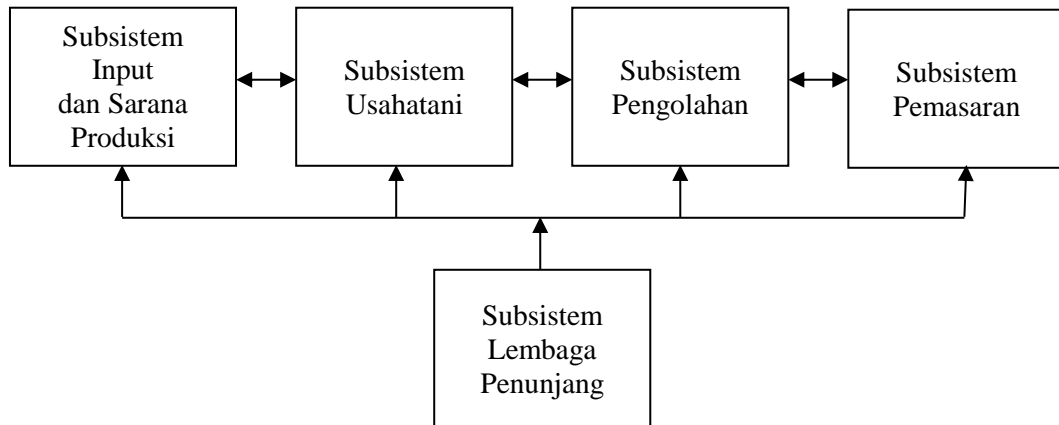 Subsistem
Input
dan Sarana
Produksi
Subsistem
Usahatani
Subsistem
Pengolahan
Subsistem
Pemasaran
Subsistem
Lembaga
Penunjang